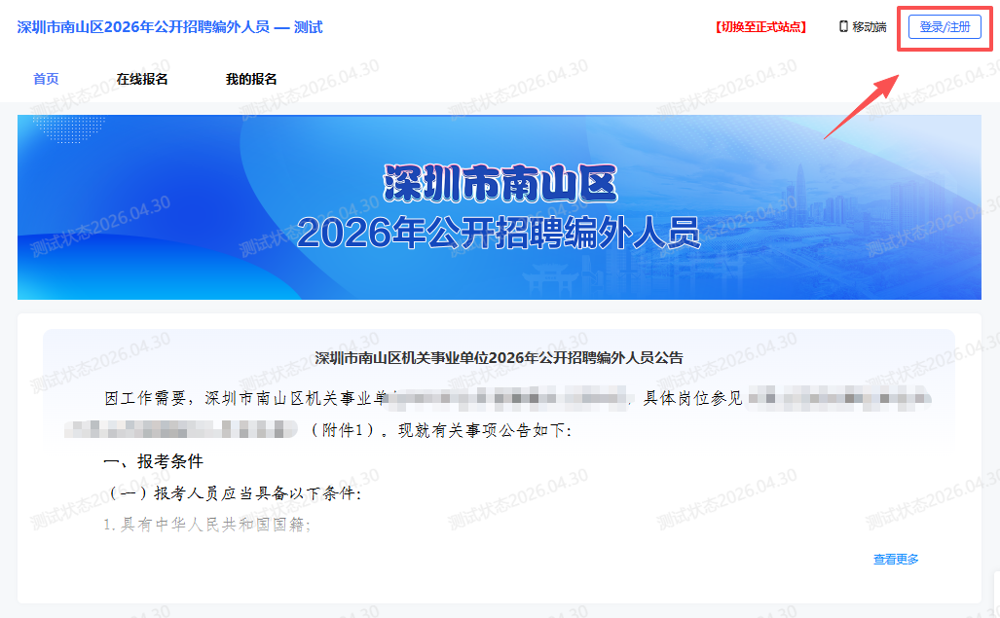 深圳市南山区2026年公开招聘编外人员 — 测试
【切换至正式站点】
移动端
登录/注册
首页
在线报名
我的报名
深圳市南山区
2026年公开招聘编外人员
深圳市南山区机关事业单位2026年公开招聘编外人员公告
因工作需要，深圳市南山区机关事业单
具体岗位参见
（附件1）。现就有关事项公告如下：
一、报考条件
（一）报考人员应当具备以下条件：
1.具有中华人民共和国国籍；
查看更多
测试状态2026.04.30